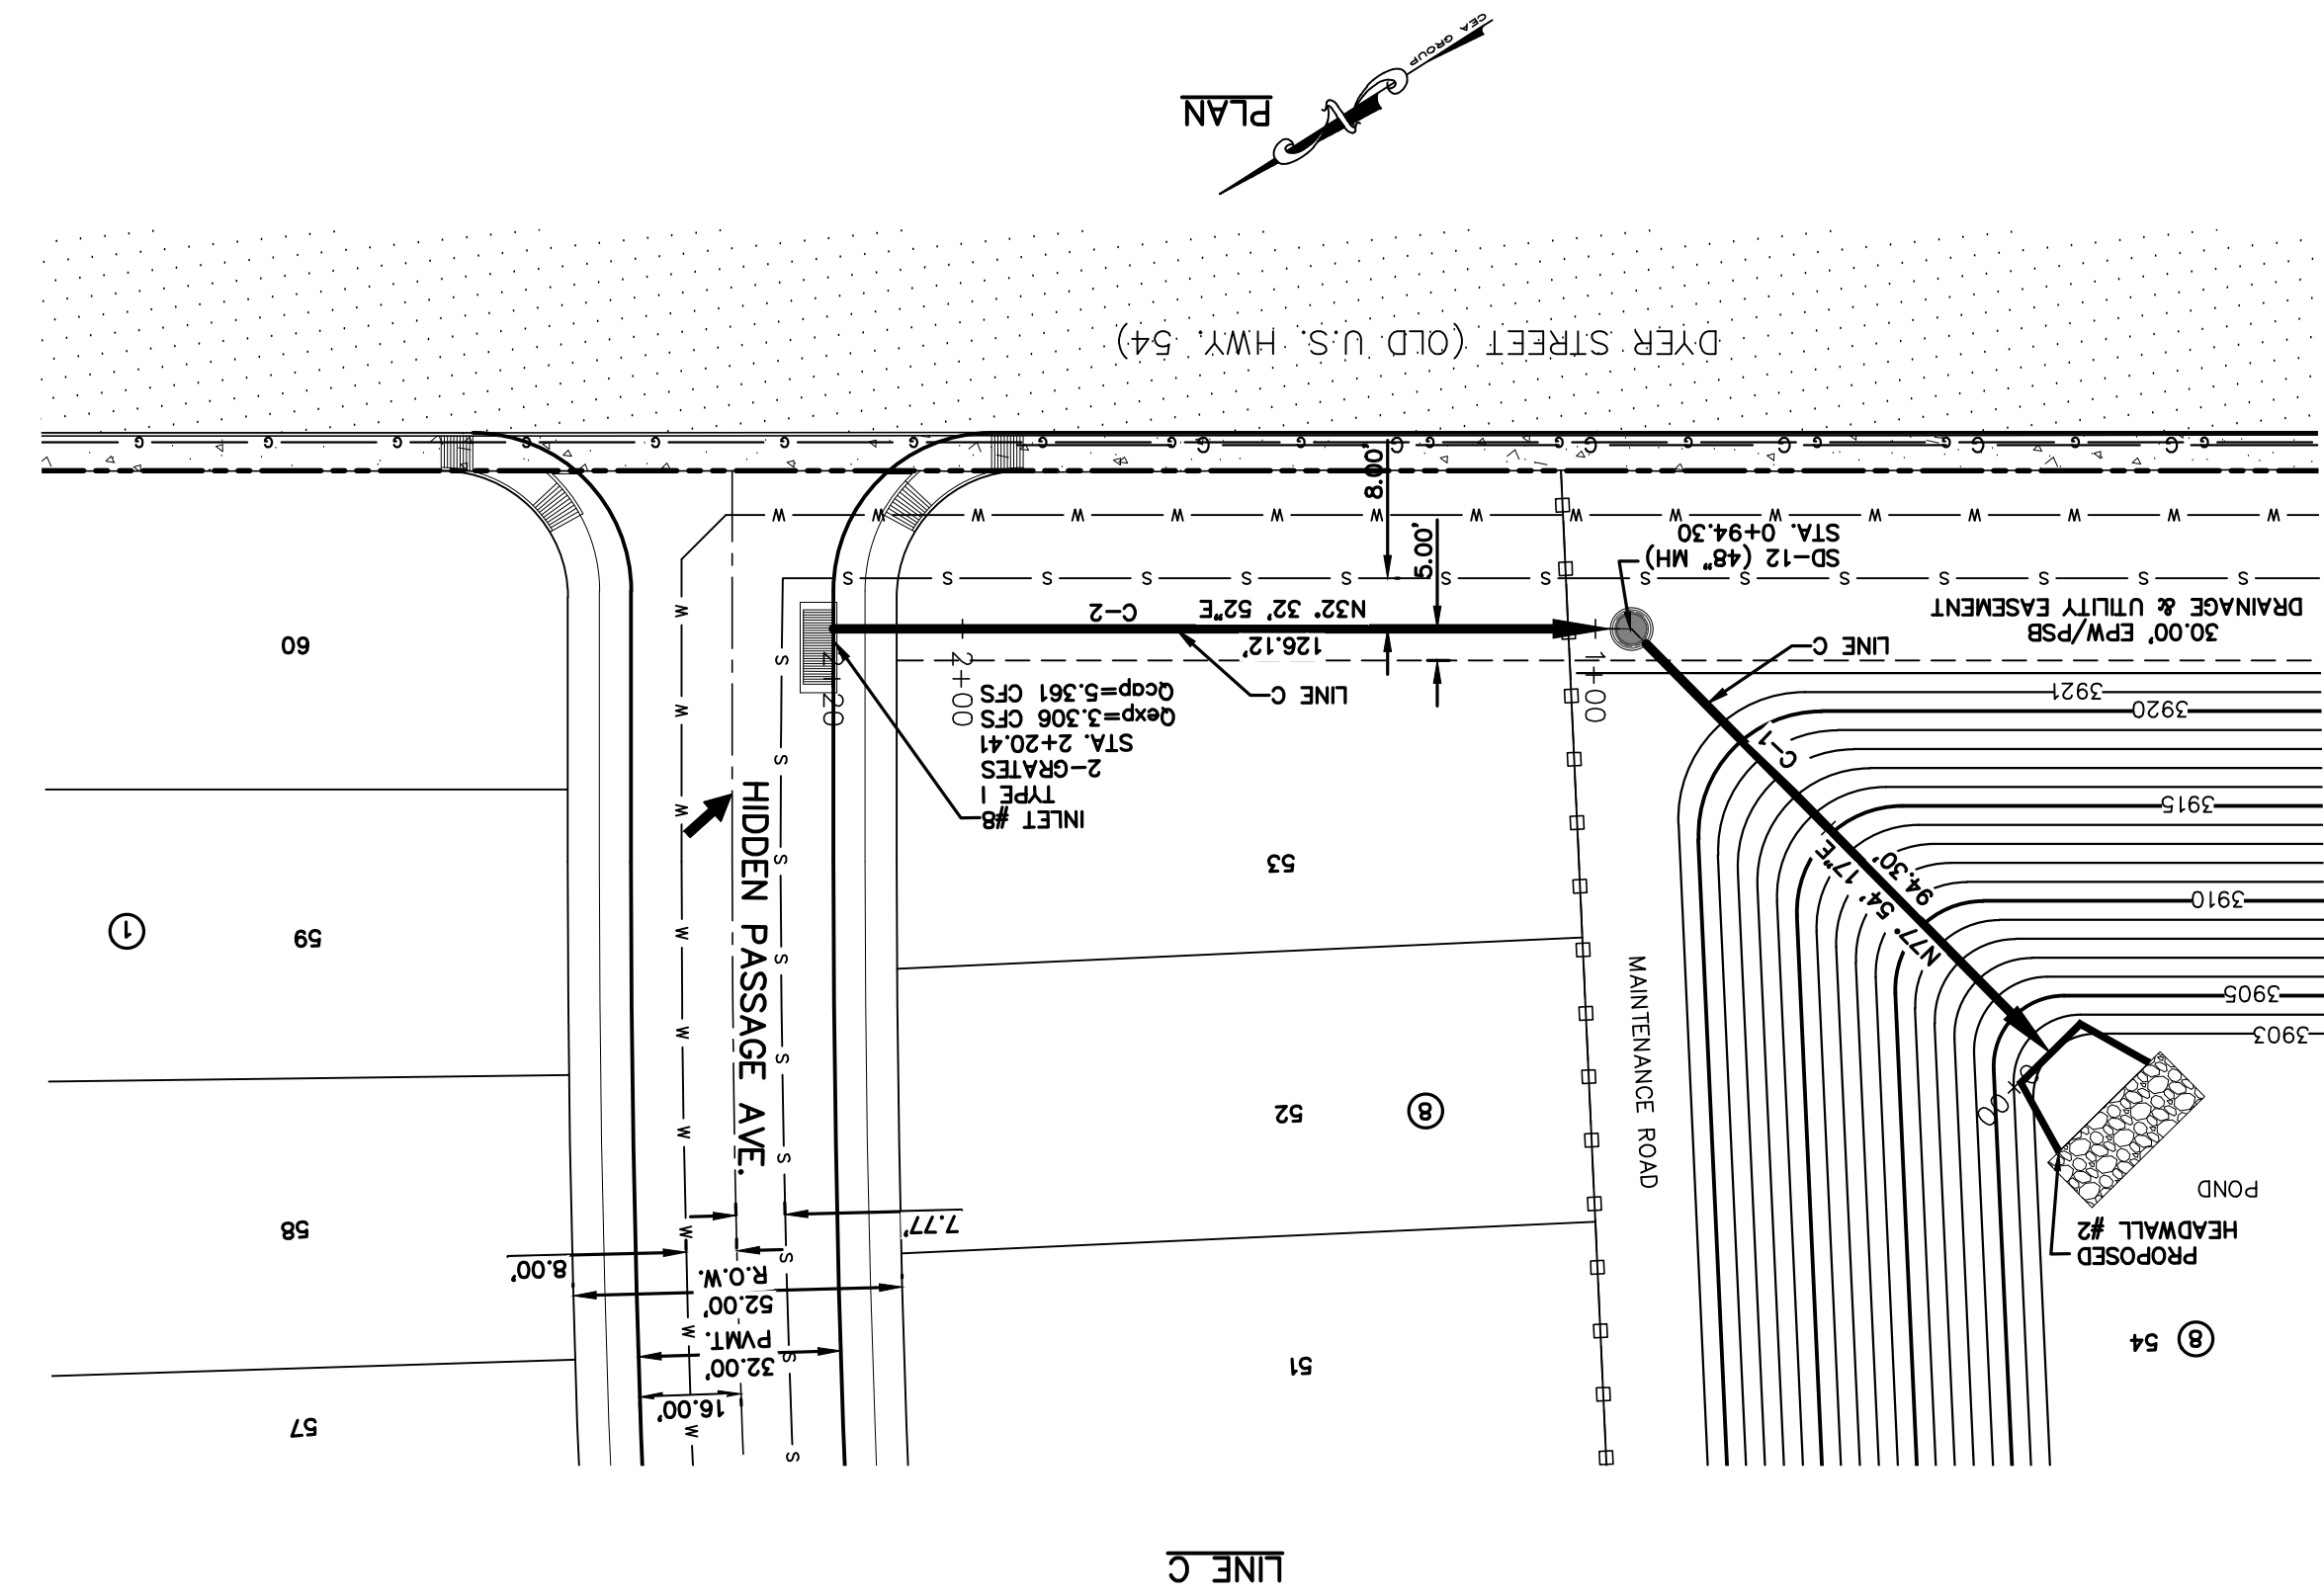 LINE C
57
58
59
60
1
16.00'
32.00'
PVMT.
52.00'
R.O.W.
8.00'
7.77'
HIDDEN PASSAGE AVE.
51
52
8
53
54
8
PROPOSED
HEADWALL #2
POND
MAINTENANCE ROAD
0+00
3903
3905
3910
3915
3920
3921
N77° 54' 17"E
94.30'
C-1
LINE C
30.00' EPW/PSB
DRAINAGE & UTILITY EASEMENT
SD-12 (48" MH)
STA. 0+94.30
1+00
INLET #8
TYPE I
2-GRATES
STA. 2+20.41
Qexp=3.306 CFS
Qcap=5.361 CFS
2+00
2+20
LINE C
126.12'
N32° 32' 52"E
C-2
5.00'
8.00'
DYER STREET (OLD U.S. HWY. 54)
PLAN
N
CEA GROUP